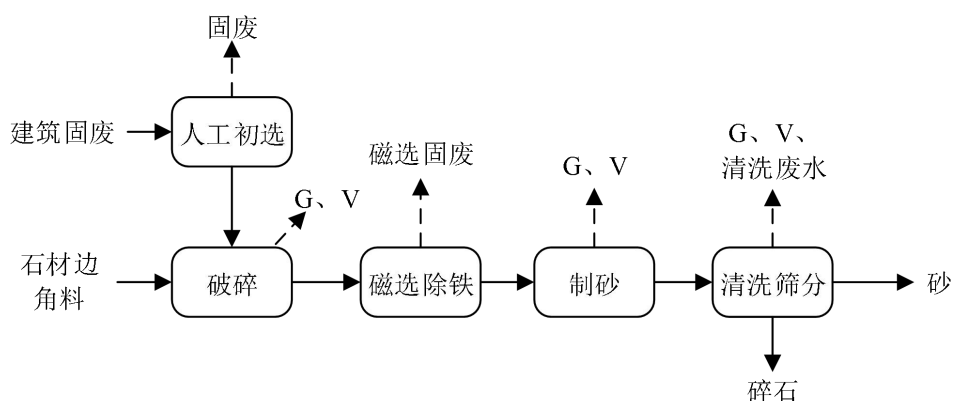 固废
建筑固废
人工初选
G、V、
清洗废水
磁选固废
G、V
G、V
石材边
角料
破碎
磁选除铁
制砂
清洗筛分
砂
碎石